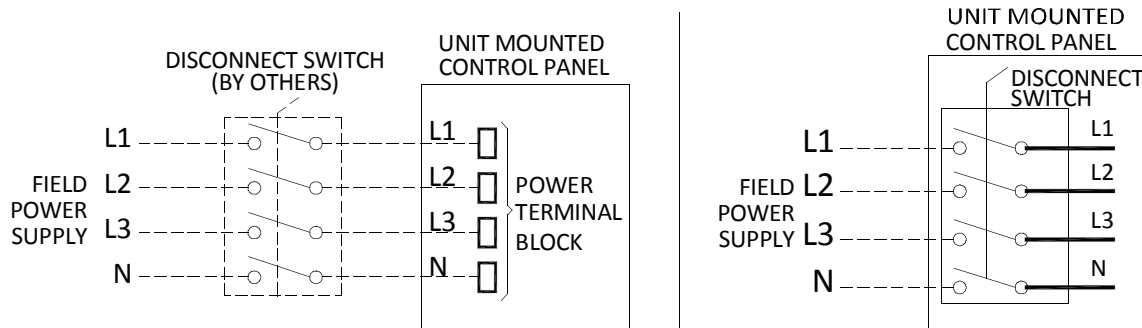 DISCONNECT SWITCH
(BY OTHERS)
UNIT MOUNTED
CONTROL PANEL
FIELD
POWER
SUPPLY
L1
L2
L3
N
L1
L2
L3
N
POWER
TERMINAL
BLOCK
UNIT MOUNTED
CONTROL PANEL
DISCONNECT
SWITCH
FIELD
POWER
SUPPLY
L1
L2
L3
N
L1
L2
L3
N